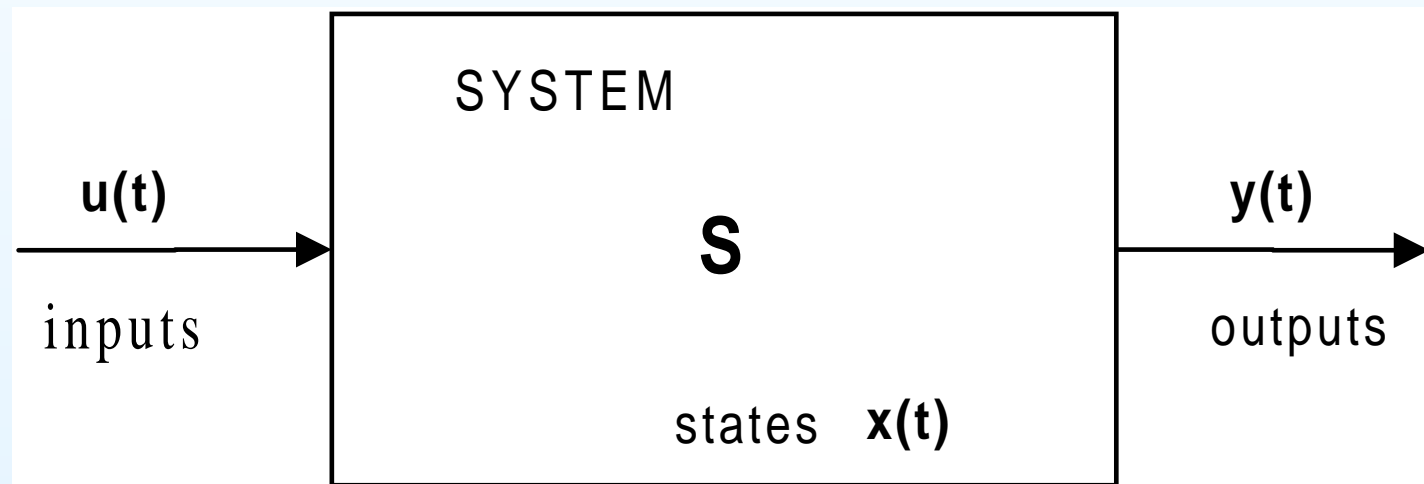 SYSTEM
u(t)
y(t)
S
inputs
outputs
states x(t)